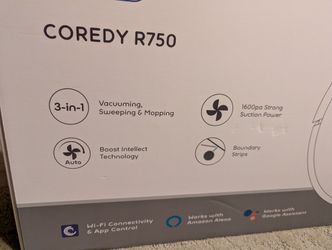 COREDY R750
3-in-1
Vacuuming,
Sweeping & Mopping
1600pa Strong
Suction Power
Auto
Boost Intellect
Technology
Boundary
Strips
Wi-Fi Connectivity
& App Control
Works with
Amazon Alexa
Works with
Google Assistant